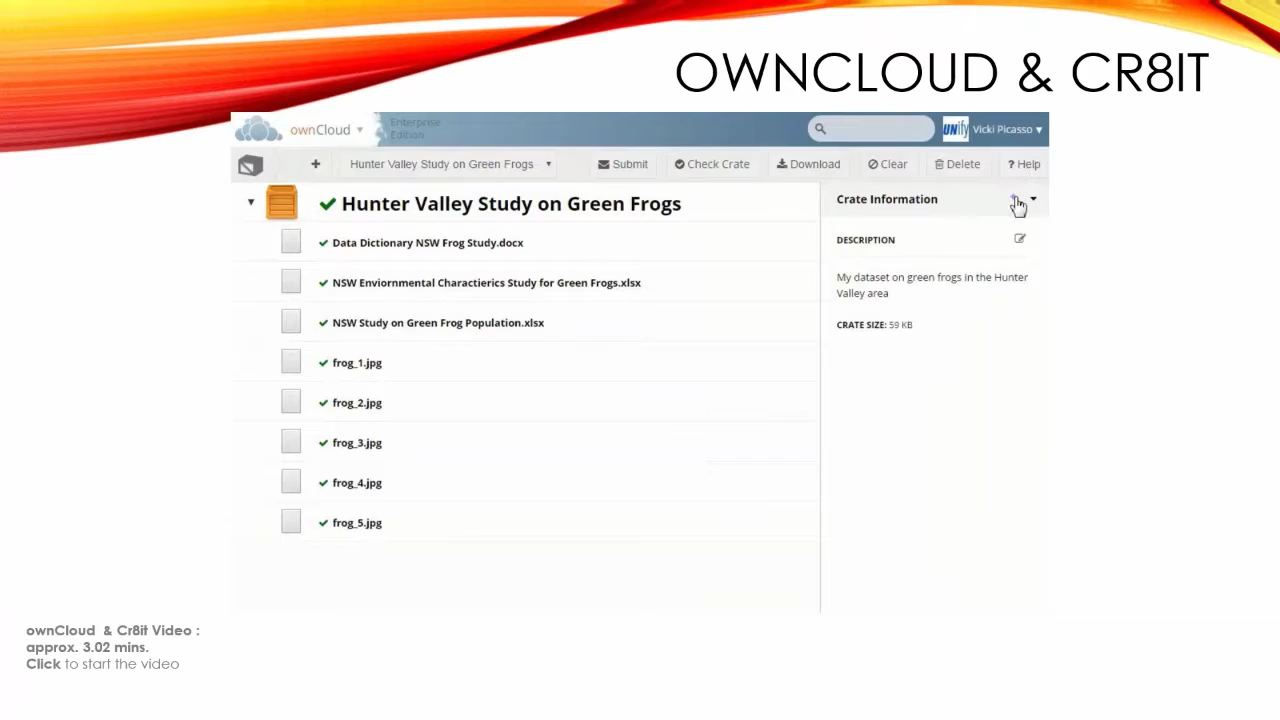 OWNCLOUD & CR8IT
ownCloud
Enterprise
Edition
UNify
Vicki Picasso
Hunter Valley Study on Green Frogs
Submit
Check Crate
Download
Clear
Delete
? Help
Hunter Valley Study on Green Frogs
Data Dictionary NSW Frog Study.docx
NSW Enviornmental Charactierics Study for Green Frogs.xlsx
NSW Study on Green Frog Population.xlsx
frog_1.jpg
frog_2.jpg
frog_3.jpg
frog_4.jpg
frog_5.jpg
Crate Information
DESCRIPTION
My dataset on green frogs in the Hunter
Valley area
CRATE SIZE: 59 KB
ownCloud & Cr8it Video :
approx. 3.02 mins.
Click to start the video